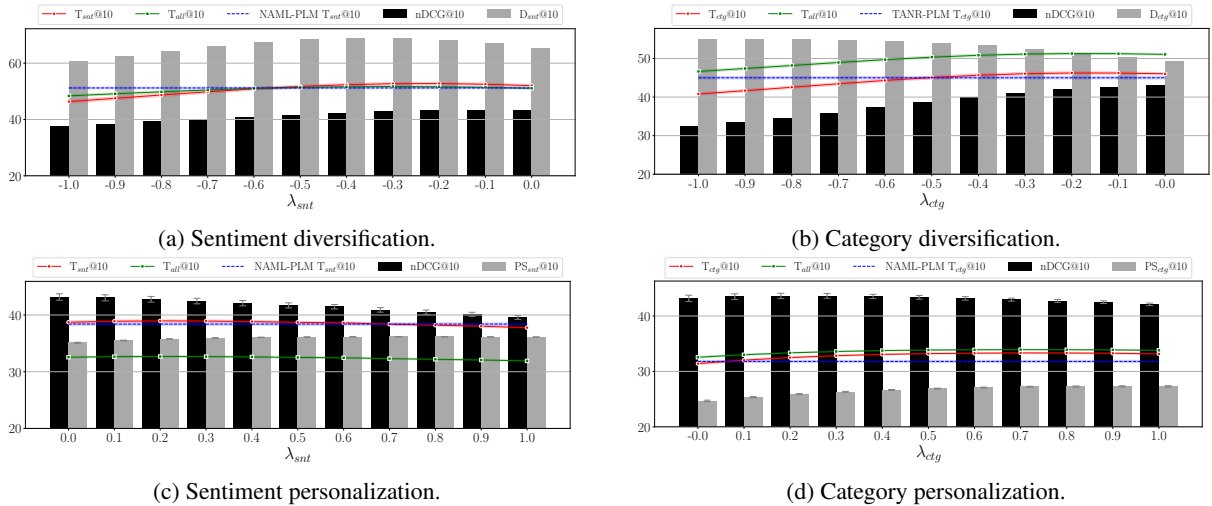 T_snt@10 T_all@10 NAML-PLM T_snt@10 nDCG@10 D_snt@10
60
40
20
-1.0 -0.9 -0.8 -0.7 -0.6 -0.5 -0.4 -0.3 -0.2 -0.1 0.0
λ_snt
(a) Sentiment diversification.
T_ctg@10 T_all@10 TANR-PLM T_ctg@10 nDCG@10 D_ctg@10
50
40
30
20
-1.0 -0.9 -0.8 -0.7 -0.6 -0.5 -0.4 -0.3 -0.2 -0.1 -0.0
λ_ctg
(b) Category diversification.
T_snt@10 T_all@10 NAML-PLM T_snt@10 nDCG@10 PS_snt@10
40
30
20
0.0 0.1 0.2 0.3 0.4 0.5 0.6 0.7 0.8 0.9 1.0
λ_snt
(c) Sentiment personalization.
T_ctg@10 T_all@10 NAML-PLM T_ctg@10 nDCG@10 PS_ctg@10
40
30
20
-0.0 0.1 0.2 0.3 0.4 0.5 0.6 0.7 0.8 0.9 1.0
λ_ctg
(d) Category personalization.